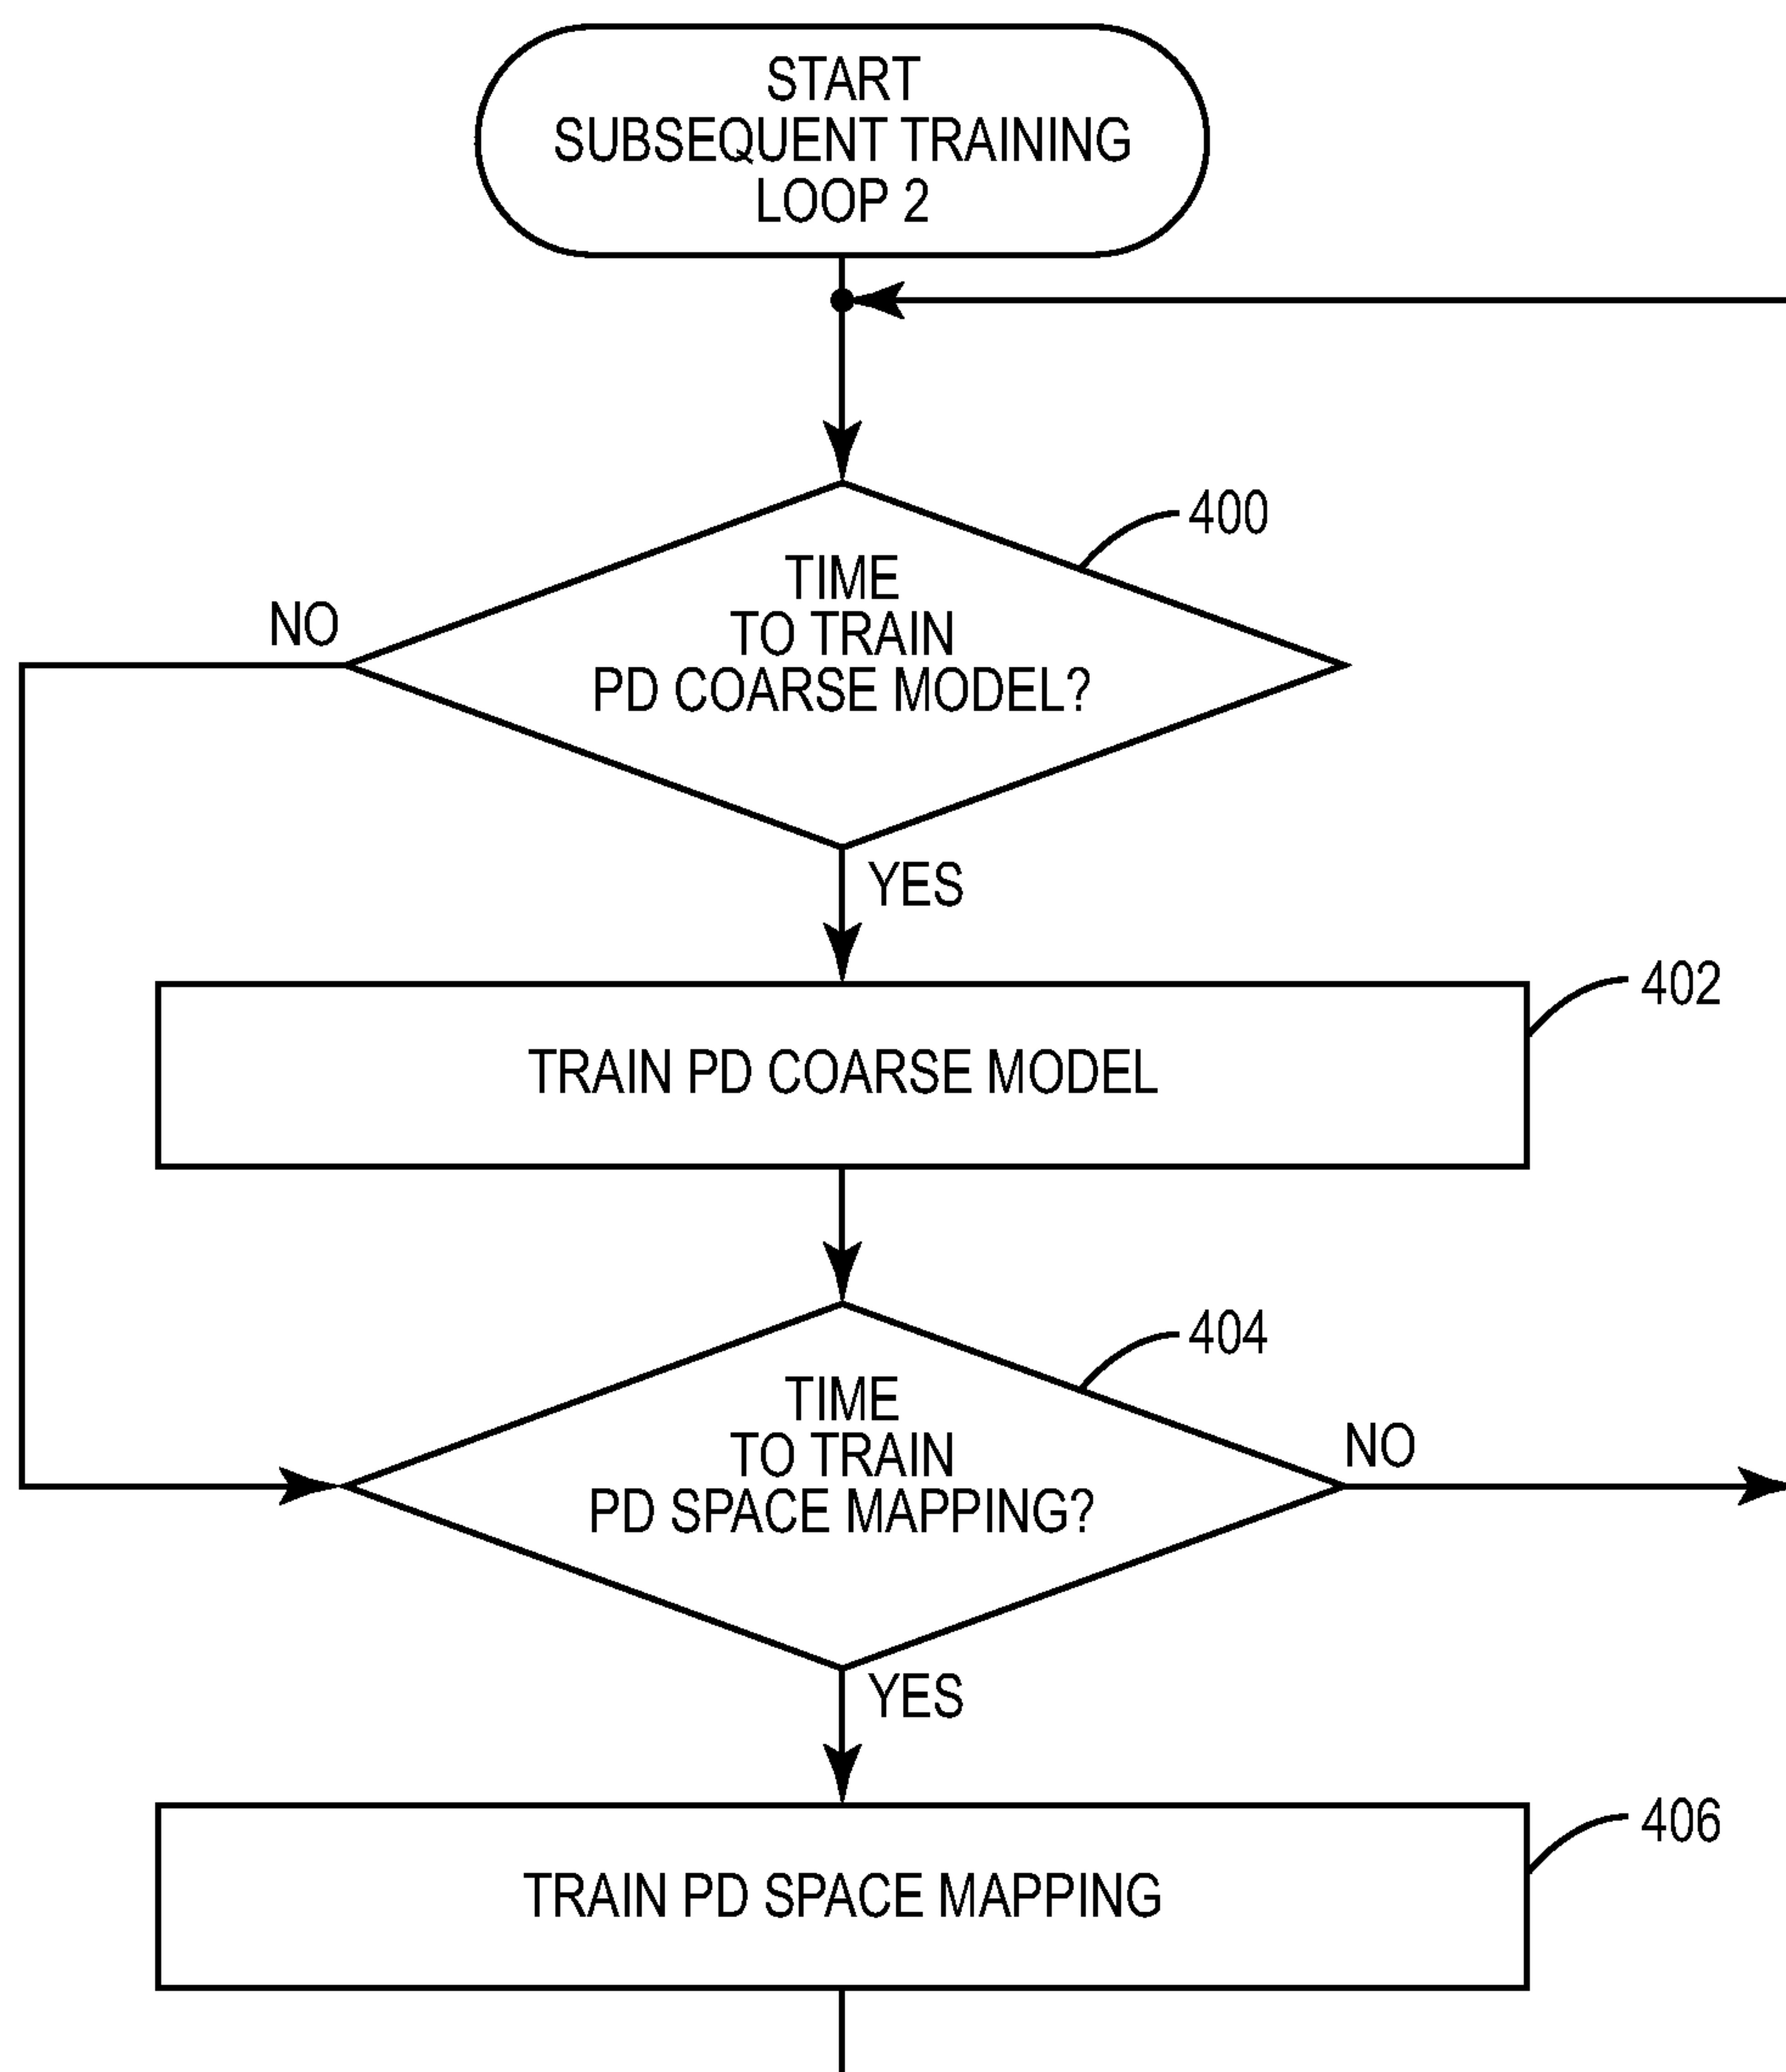 START
SUBSEQUENT TRAINING
LOOP 2
400
TIME
TO TRAIN
PD COARSE MODEL?
NO
YES
402
TRAIN PD COARSE MODEL
404
TIME
TO TRAIN
PD SPACE MAPPING?
NO
YES
406
TRAIN PD SPACE MAPPING